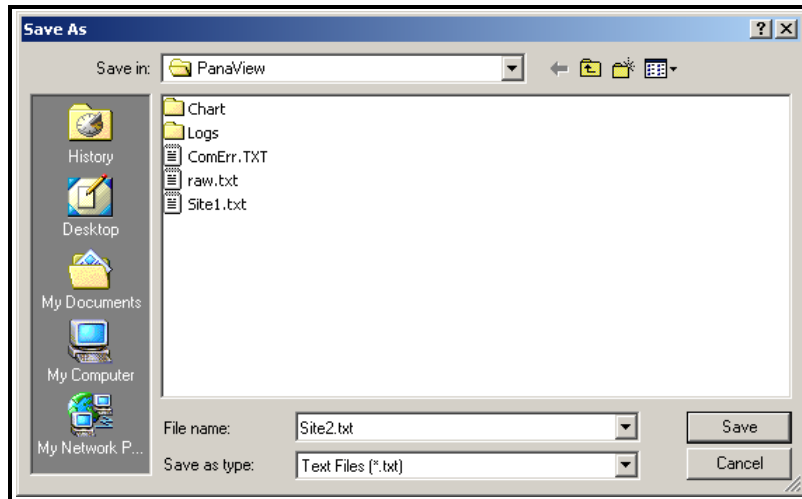 Save As
Save in: PanaView
History
Desktop
My Documents
My Computer
My Network P...
Chart
Logs
ComErr.TXT
raw.txt
Site1.txt
File name: Site2.txt Save
Save as type: Text Files (*.txt) Cancel